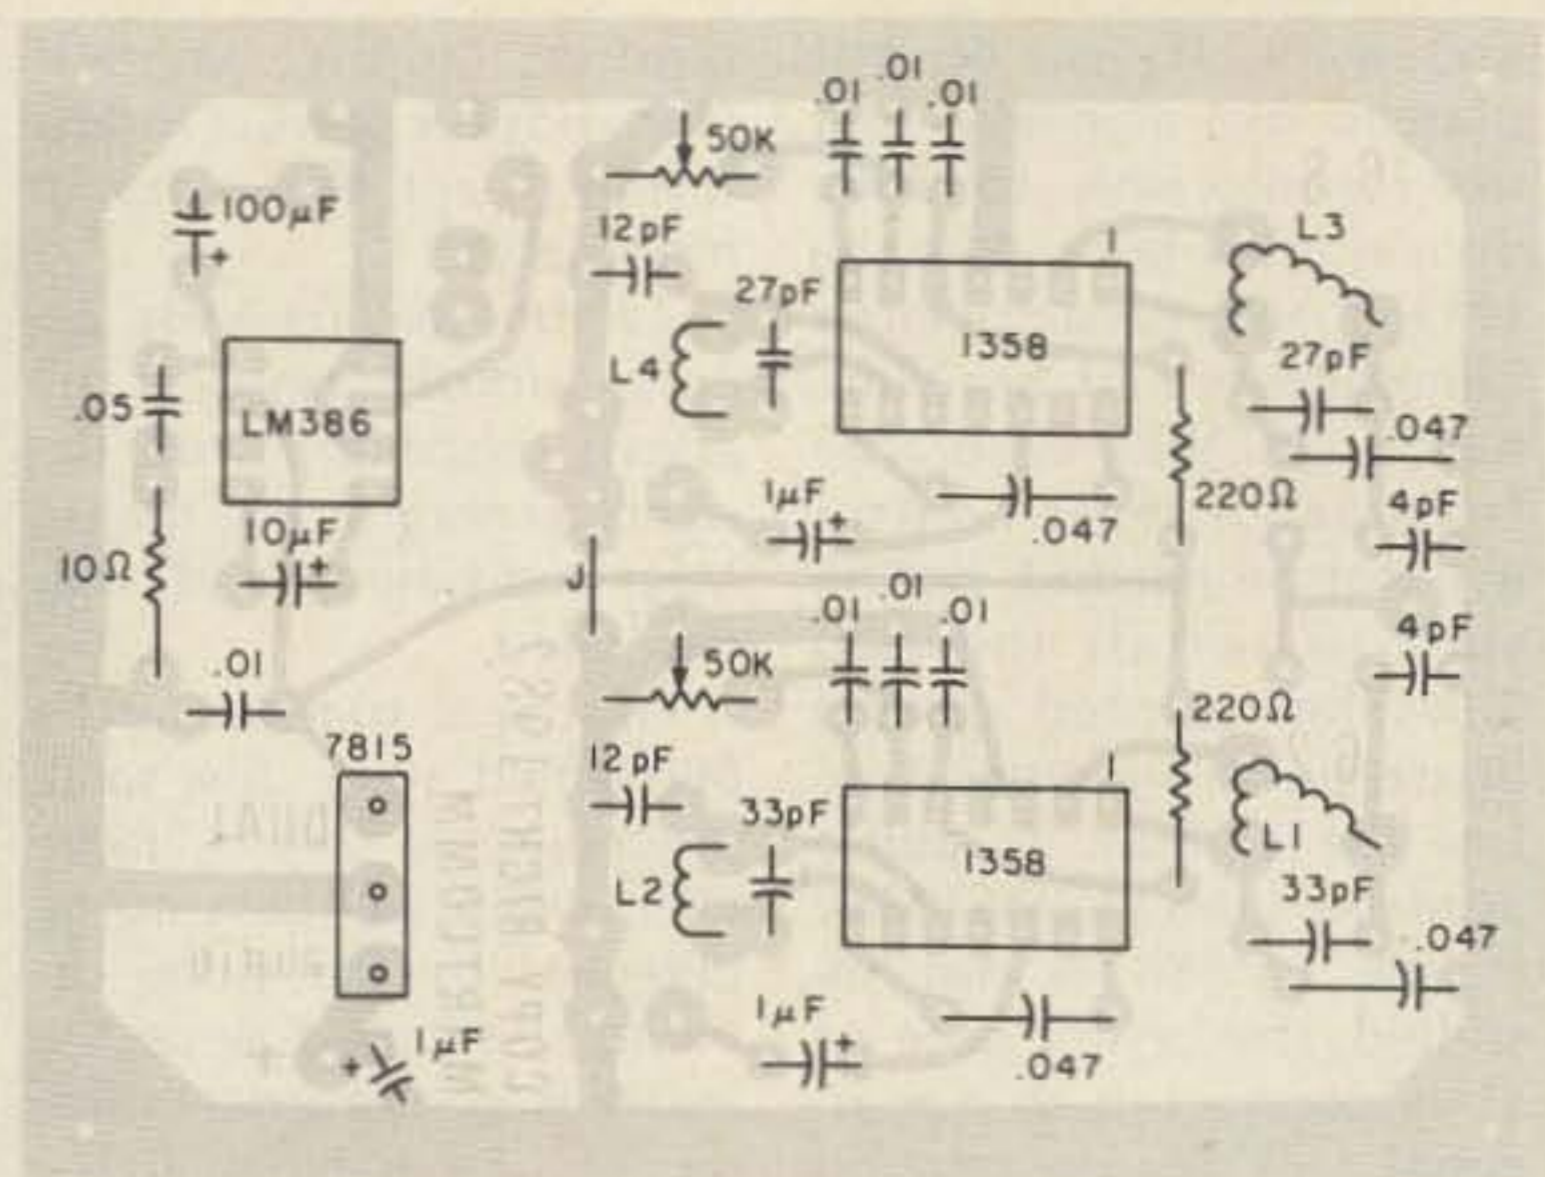 .01 .01 .01
50K
100µF
+
12pF
1
L3
27pF
1358
L4
27pF
.05
LM386
.047
1µF
+
.047
220Ω
4pF
10µF
+
10Ω
J
.01 .01 .01
4pF
50K
.01
220Ω
7815
12pF
1
33pF
1358
L1
L2
33pF
.047
1µF
+
.047
+
1µF
DUAL
AUDIO
+